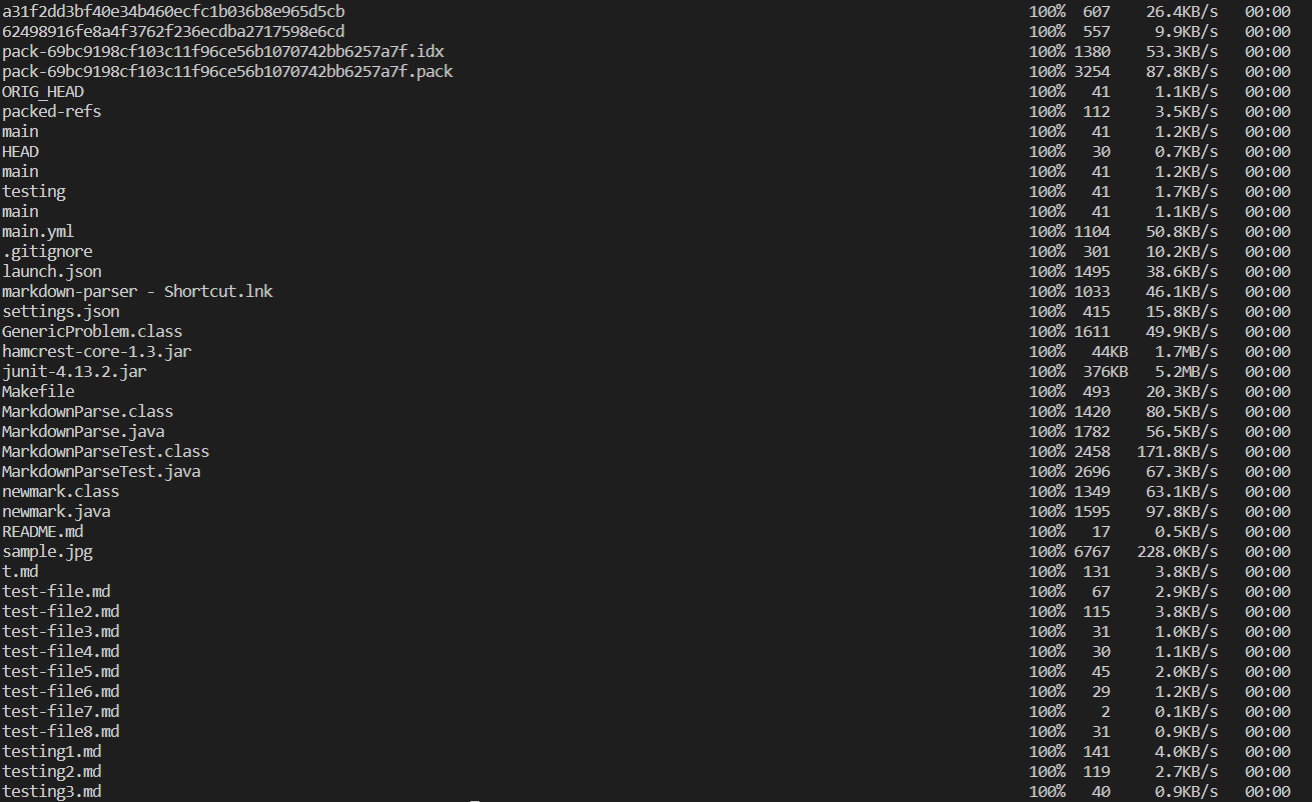 a31f2dd3bf40e34b460ecfc1b036b8e965d5cb 100% 607 26.4KB/s 00:00
62498916fe8a4f3762f236ecdba2717598e6cd 100% 557 9.9KB/s 00:00
pack-69bc9198cf103c11f96ce56b1070742bb6257a7f.idx 100% 1380 53.3KB/s 00:00
pack-69bc9198cf103c11f96ce56b1070742bb6257a7f.pack 100% 3254 87.8KB/s 00:00
ORIG_HEAD 100% 41 1.1KB/s 00:00
packed-refs 100% 112 3.5KB/s 00:00
main 100% 41 1.2KB/s 00:00
HEAD 100% 30 0.7KB/s 00:00
main 100% 41 1.2KB/s 00:00
testing 100% 41 1.7KB/s 00:00
main 100% 41 1.1KB/s 00:00
main.yml 100% 1104 50.8KB/s 00:00
.gitignore 100% 301 10.2KB/s 00:00
launch.json 100% 1495 38.6KB/s 00:00
markdown-parser - Shortcut.lnk 100% 1033 46.1KB/s 00:00
settings.json 100% 415 15.8KB/s 00:00
GenericProblem.class 100% 1611 49.9KB/s 00:00
hamcrest-core-1.3.jar 100% 44KB 1.7MB/s 00:00
junit-4.13.2.jar 100% 376KB 5.2MB/s 00:00
Makefile 100% 493 20.3KB/s 00:00
MarkdownParse.class 100% 1420 80.5KB/s 00:00
MarkdownParse.java 100% 1782 56.5KB/s 00:00
MarkdownParseTest.class 100% 2458 171.8KB/s 00:00
MarkdownParseTest.java 100% 2696 67.3KB/s 00:00
newmark.class 100% 1349 63.1KB/s 00:00
newmark.java 100% 1595 97.8KB/s 00:00
README.md 100% 17 0.5KB/s 00:00
sample.jpg 100% 6767 228.0KB/s 00:00
t.md 100% 131 3.8KB/s 00:00
test-file.md 100% 67 2.9KB/s 00:00
test-file2.md 100% 115 3.8KB/s 00:00
test-file3.md 100% 31 1.0KB/s 00:00
test-file4.md 100% 30 1.1KB/s 00:00
test-file5.md 100% 45 2.0KB/s 00:00
test-file6.md 100% 29 1.2KB/s 00:00
test-file7.md 100% 2 0.1KB/s 00:00
test-file8.md 100% 31 0.9KB/s 00:00
testing1.md 100% 141 4.0KB/s 00:00
testing2.md 100% 119 2.7KB/s 00:00
testing3.md 100% 40 0.9KB/s 00:00